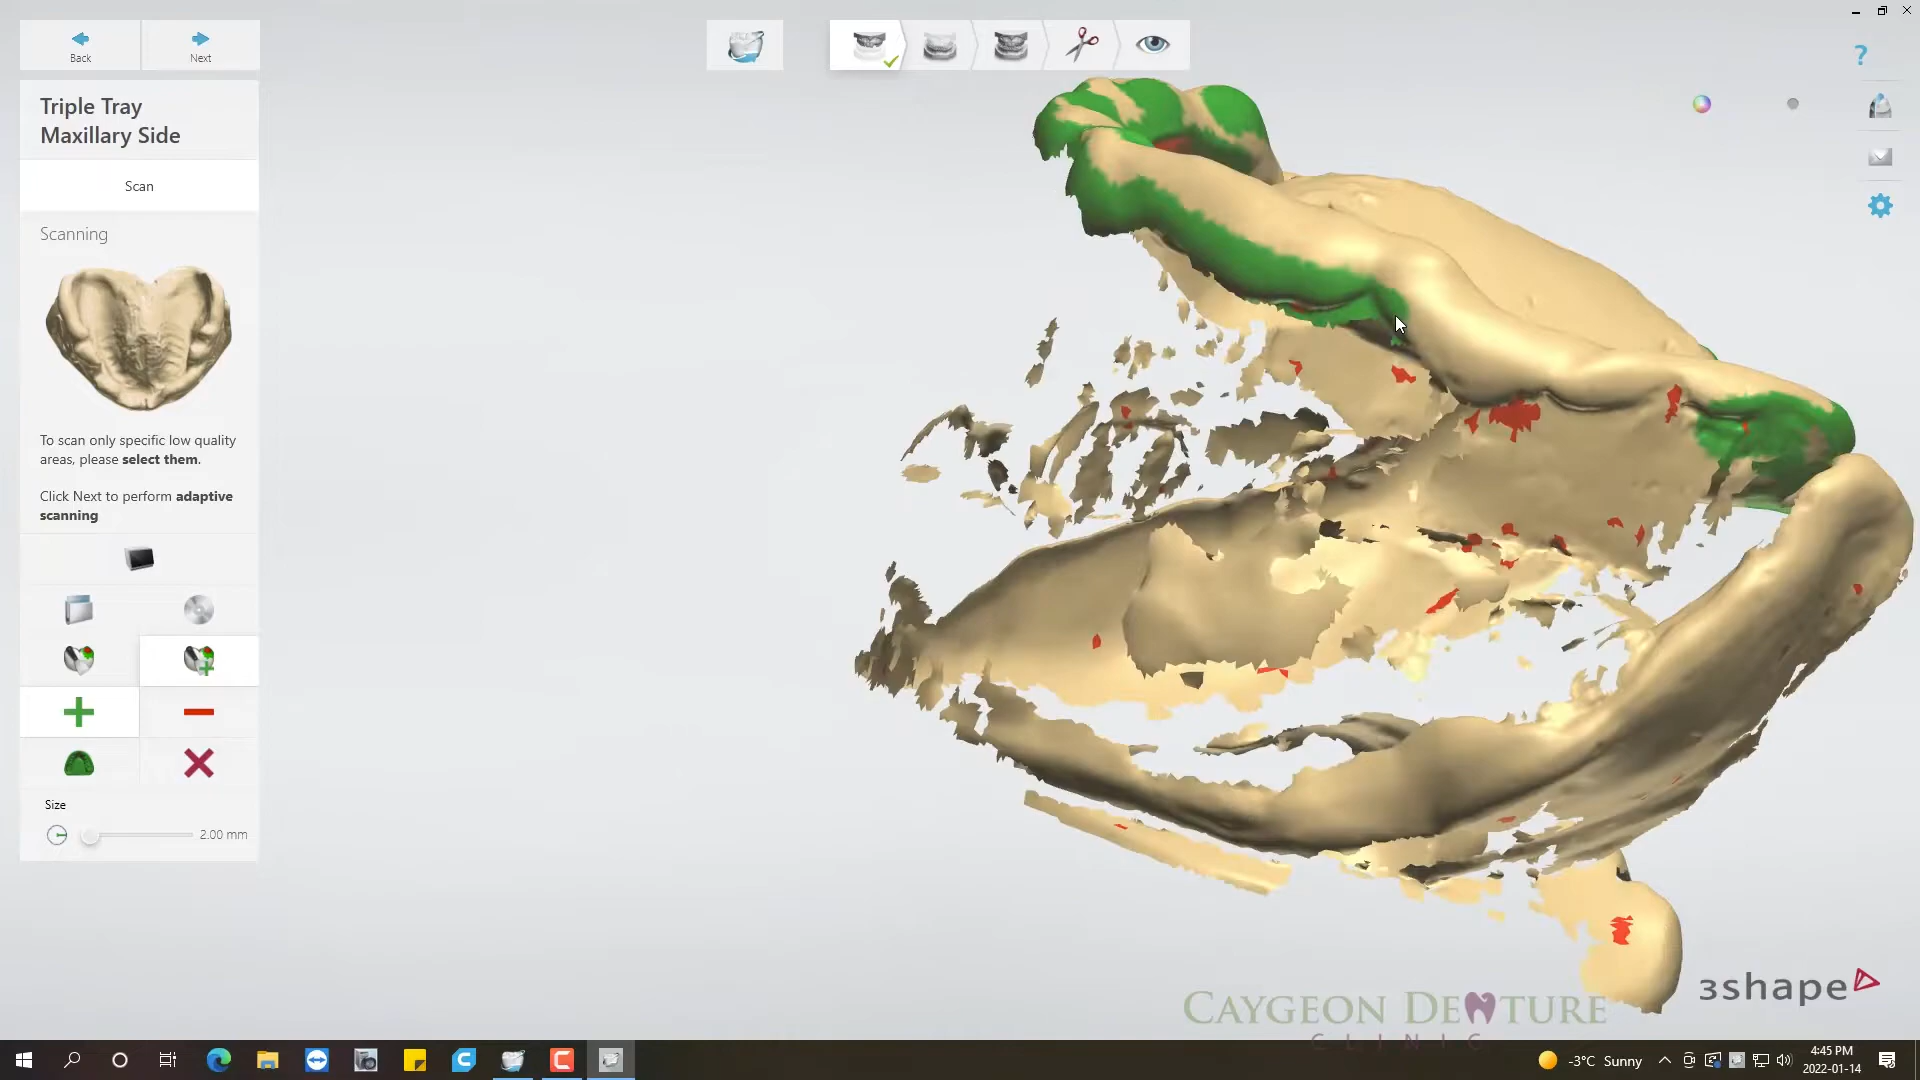 Back
Next
?
Triple Tray
Maxillary Side
Scan
Scanning
To scan only specific low quality
areas, please select them.
Click Next to perform adaptive
scanning
Size
2.00 mm
3shape
CAYGEON DENTURE
CLINIC
-3°C Sunny
4:45 PM
2022-01-14